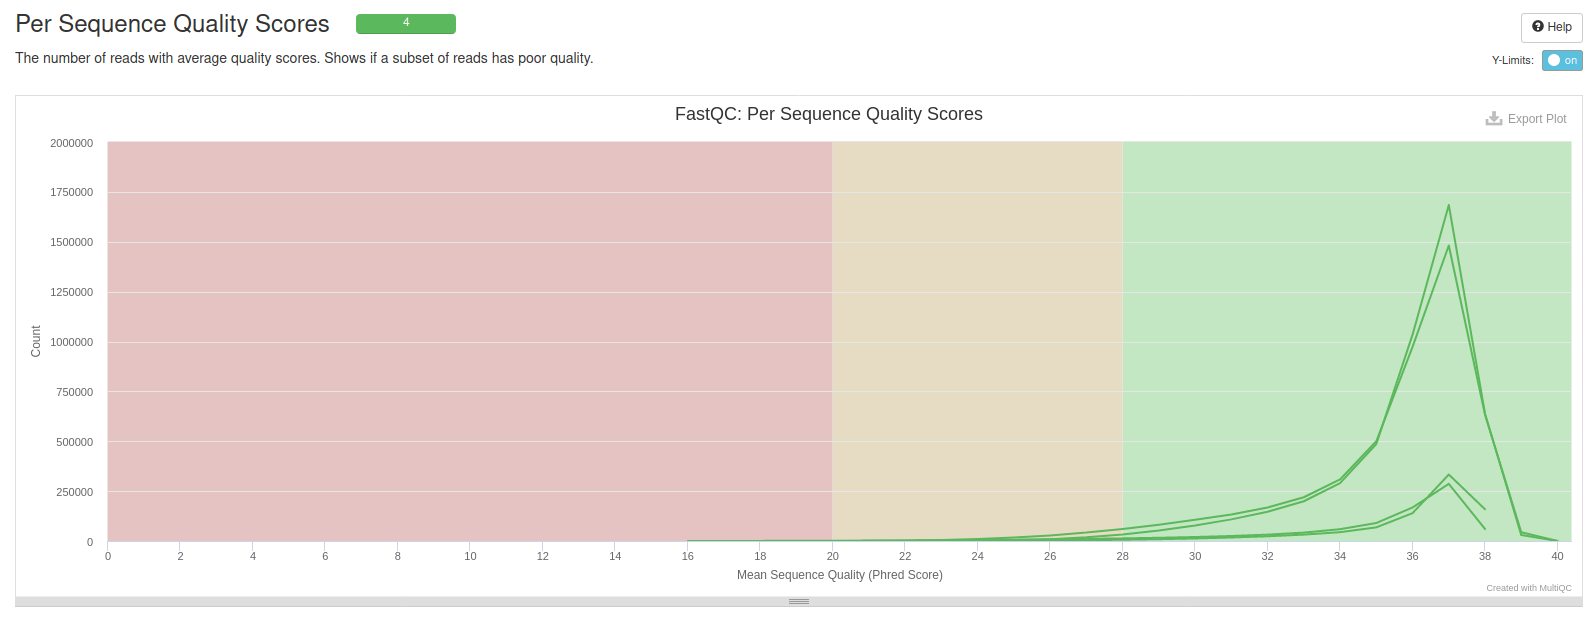 Per Sequence Quality Scores 4
Help
The number of reads with average quality scores. Shows if a subset of reads has poor quality.
Y-Limits: on
FastQC: Per Sequence Quality Scores
Export Plot
2000000
1750000
1500000
1250000
1000000
750000
500000
250000
0
Count
0 2 4 6 8 10 12 14 16 18 20 22 24 26 28 30 32 34 36 38 40
Mean Sequence Quality (Phred Score)
Created with MultiQC